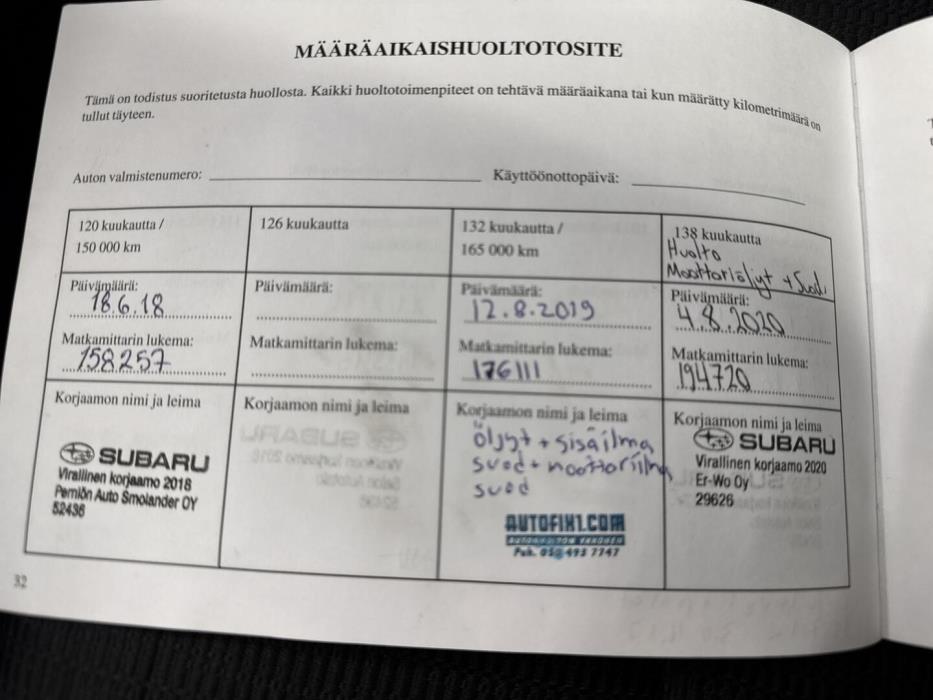 MÄÄRÄAIKAISHUOLTOTOSITE
Tämä on todistus suoritetusta huollosta. Kaikki huoltotoimenpiteet on tehtävä määräaikana tai kun määrätty kilometrimäärä on
tullut täyteen.
Auton valmistenumero:
Käyttöönottopäivä:
120 kuukautta /
150 000 km
Päivämäärä:
18.6.18
Matkamittarin lukema:
158257
Korjaamon nimi ja leima
SUBARU
Virallinen korjaamo 2018
Perniön Auto Smolander OY
52436
126 kuukautta
Päivämäärä:
Matkamittarin lukema:
Korjaamon nimi ja leima
132 kuukautta /
165 000 km
Päivämäärä:
12.8.2019
Matkamittarin lukema:
176111
Korjaamon nimi ja leima
öljyt + sisäilma
suod + moottoriilma
suod
AUTOFIX1.COM
138 kuukautta
Huolto
Moottoriöljyt + Suod.
Päivämäärä:
4.8.2020
Matkamittarin lukema:
194720
Korjaamon nimi ja leima
SUBARU
Virallinen korjaamo 2020
Er-Wo Oy
29626
32